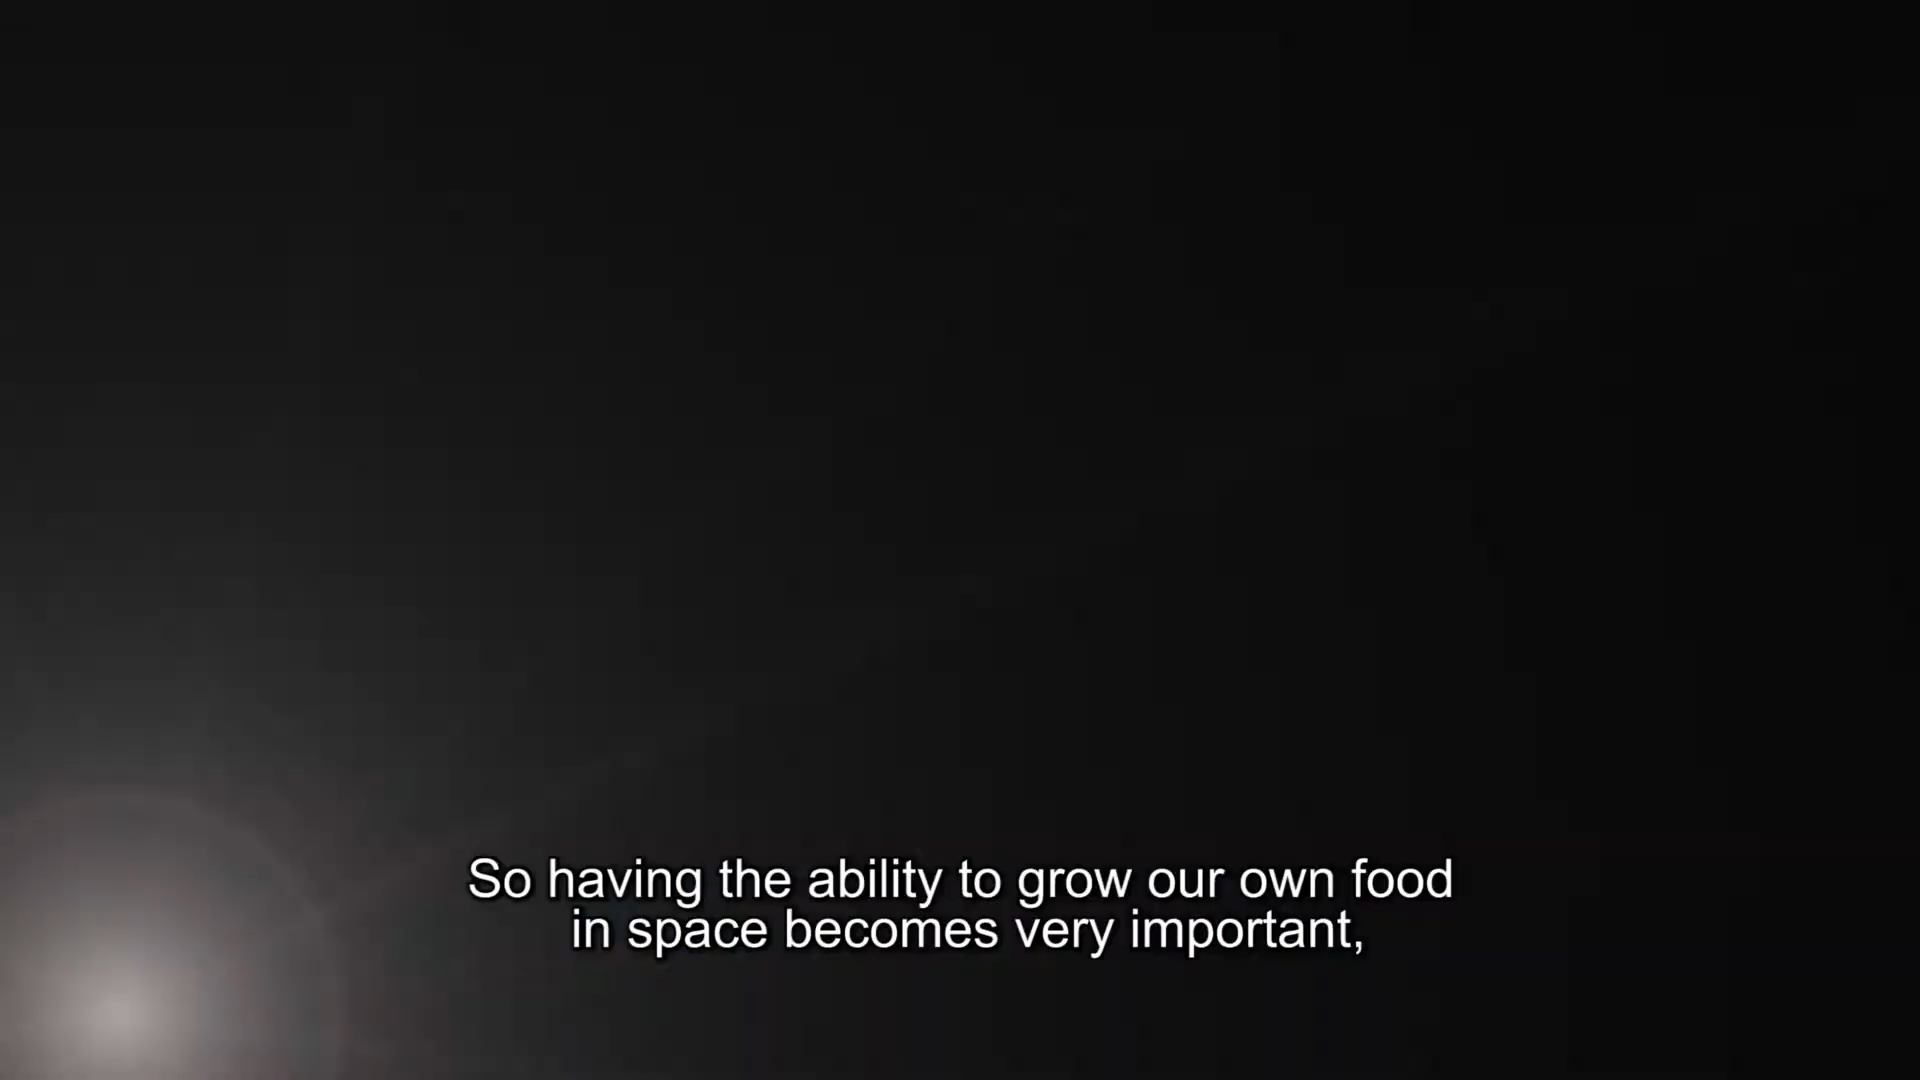 So having the ability to grow our own food
in space becomes very important,